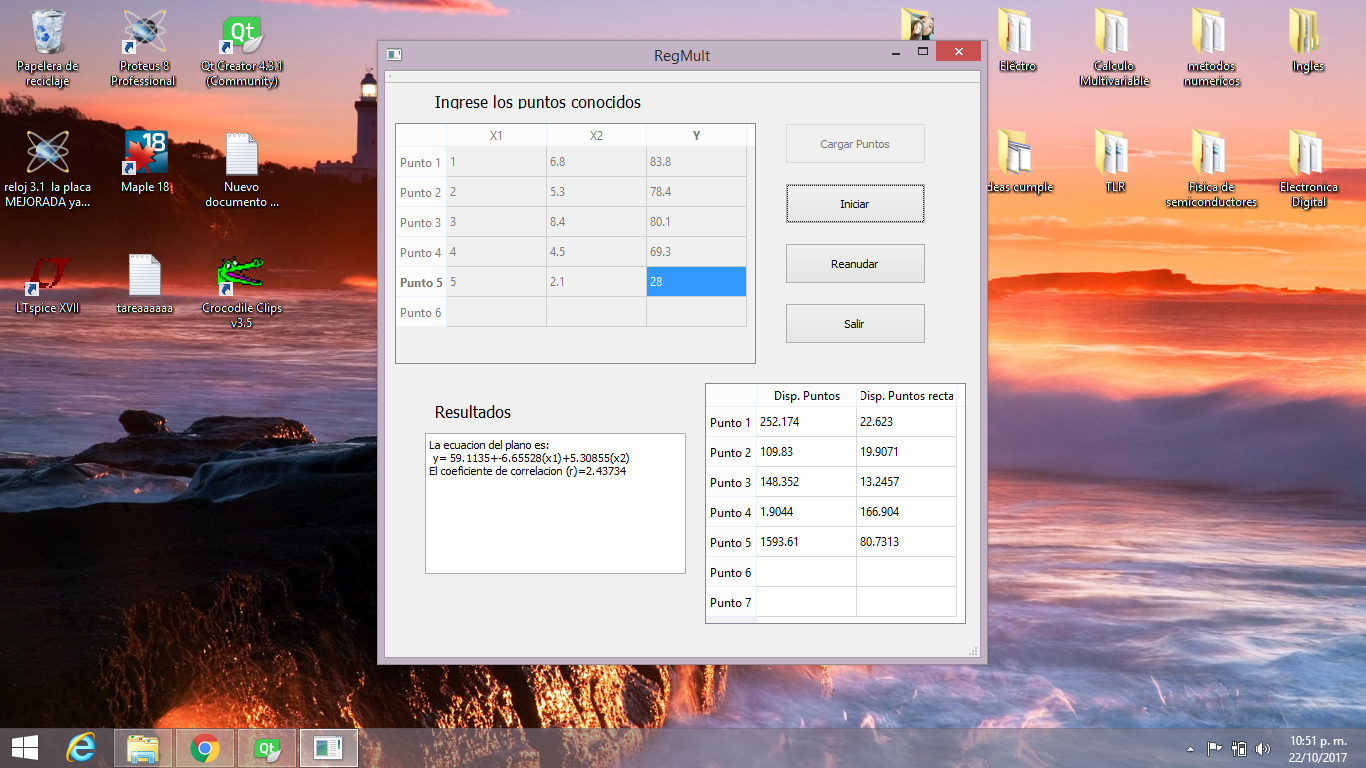 Papelera de
reciclaje
Proteus 8
Professional
Qt Creator 4.3.1
(Community)
reloj 3.1 la placa
MEJORADA ya...
Maple 18
Nuevo
documento ...
LTspice XVII
tareaaaaaa
Crocodile Clips
v3.5
RegMult
Ingrese los puntos conocidos
X1 X2 Y
Punto 1 1 6.8 83.8
Punto 2 2 5.3 78.4
Punto 3 3 8.4 80.1
Punto 4 4 4.5 69.3
Punto 5 5 2.1 28
Punto 6
Cargar Puntos
Iniciar
Reanudar
Salir
Resultados
La ecuacion del plano es:
y= 59.1135+-6.65528(x1)+5.30855(x2)
El coeficiente de correlacion (r)=2.43734
Disp. Puntos Disp. Puntos recta
Punto 1 252.174 22.623
Punto 2 109.83 19.9071
Punto 3 148.352 13.2457
Punto 4 1.9044 166.904
Punto 5 1593.61 80.7313
Punto 6
Punto 7
Eléctro
Calculo
Multivariable
metodos
numericos
Ingles
deas cumple
TLR
Fisica de
semiconductores
Electronica
Digital
10:51 p. m.
22/10/2017